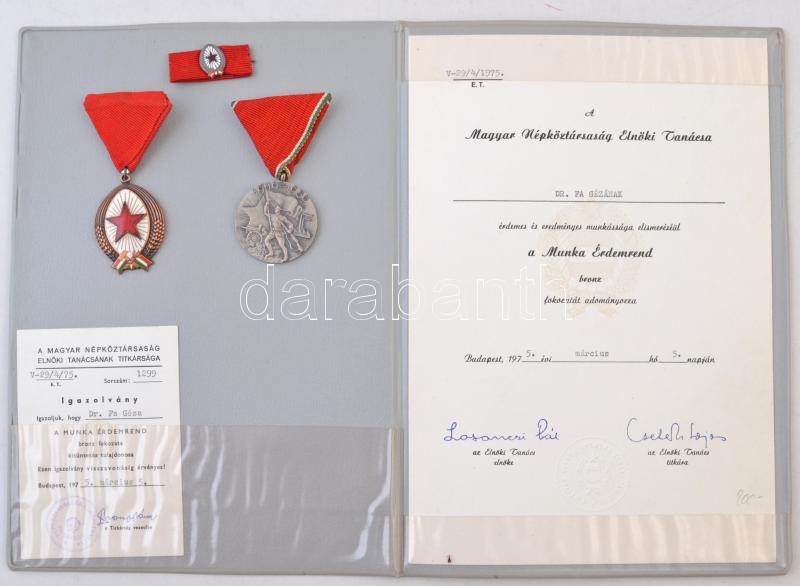 V-29/4/1975.
E.T.
A
Magyar Népköztársaság Elnöki Tanácsa
DR. FA GÉZÁNAK
érdemes és eredményes munkássága elismeréséül
a Munka Érdemrend
bronz
fokozatát adományozza
Budapest, 197 5. évi március hó 5. napján
Losonczi Pál
az Elnöki Tanács
elnöke
Cseterki Lajos
az Elnöki Tanács
titkára
A MAGYAR NÉPKÖZTÁRSASÁG
ELNÖKI TANÁCSÁNAK TITKÁRSÁGA
V-29/4/75.
E.T.
Sorszám: 1299
Igazolvány
Igazoljuk, hogy Dr. Fa Géza
A MUNKA ÉRDEMREND
bronz fokozata
kitüntetés tulajdonosa
Ezen igazolvány visszavonásig érvényes!
Budapest, 197 5. március 5.
a Titkárság vezetője
darabanth